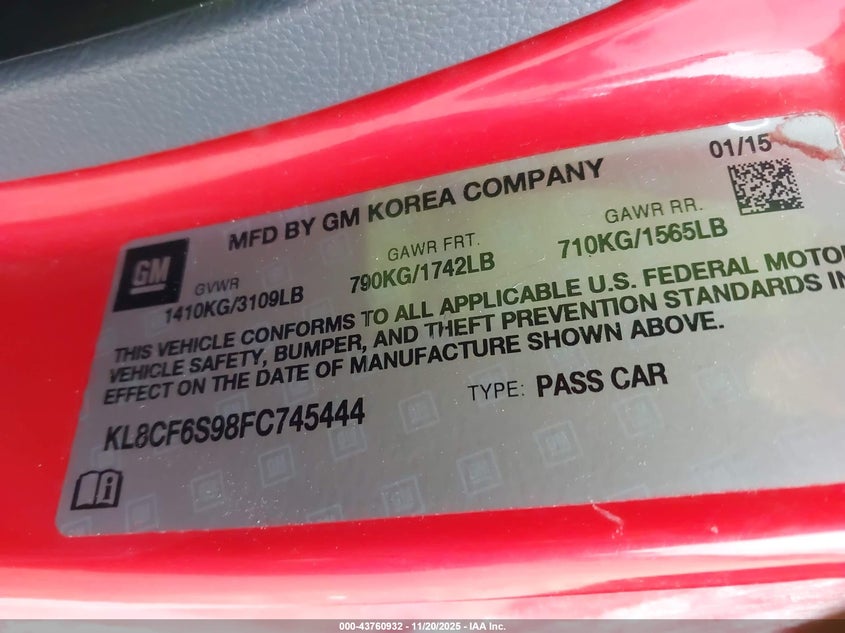 01/15
MFD BY GM KOREA COMPANY
GM
GVWR
1410KG/3109LB
GAWR FRT.
790KG/1742LB
GAWR RR.
710KG/1565LB
THIS VEHICLE CONFORMS TO ALL APPLICABLE U.S. FEDERAL MOTOR
VEHICLE SAFETY, BUMPER, AND THEFT PREVENTION STANDARDS IN
EFFECT ON THE DATE OF MANUFACTURE SHOWN ABOVE.
KL8CF6S98FC745444
TYPE: PASS CAR
000-43760932 - 11/20/2025 - IAA Inc.